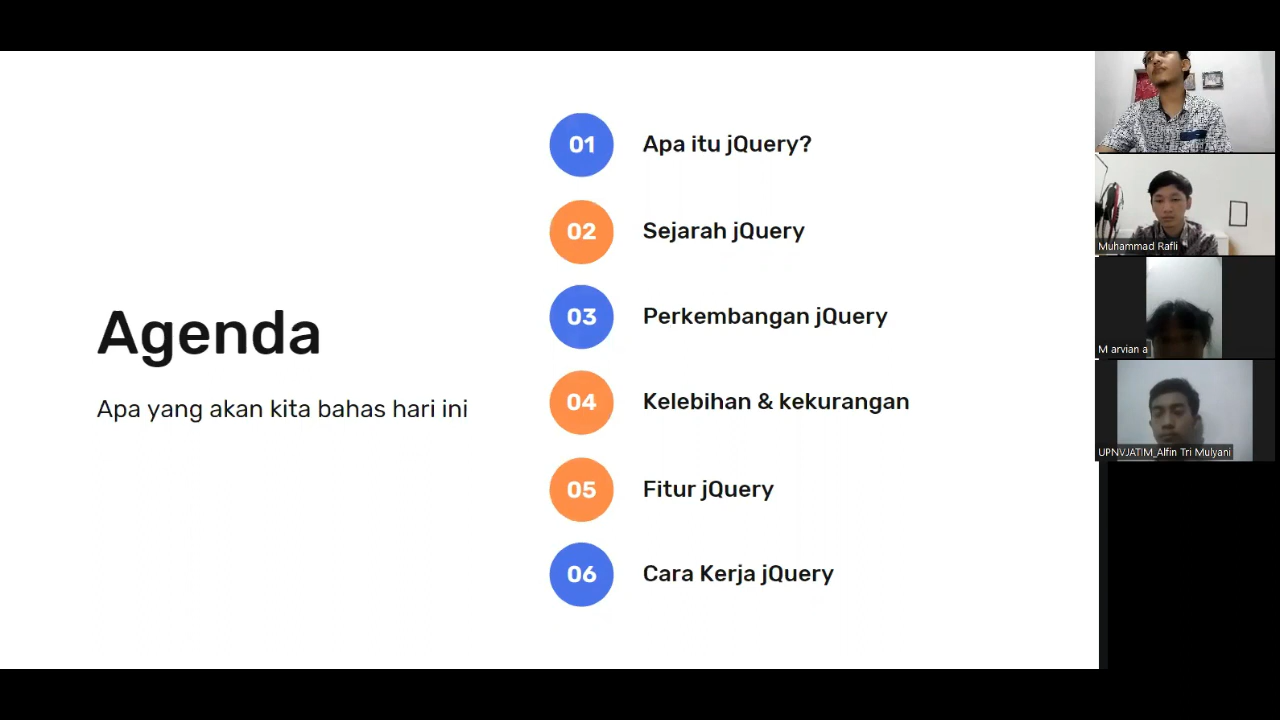 Agenda
Apa yang akan kita bahas hari ini
01 Apa itu jQuery?
02 Sejarah jQuery
03 Perkembangan jQuery
04 Kelebihan & kekurangan
05 Fitur jQuery
06 Cara Kerja jQuery
Muhammad Rafli
M arvian a
UPNVJATIM_Alfin Tri Mulyani